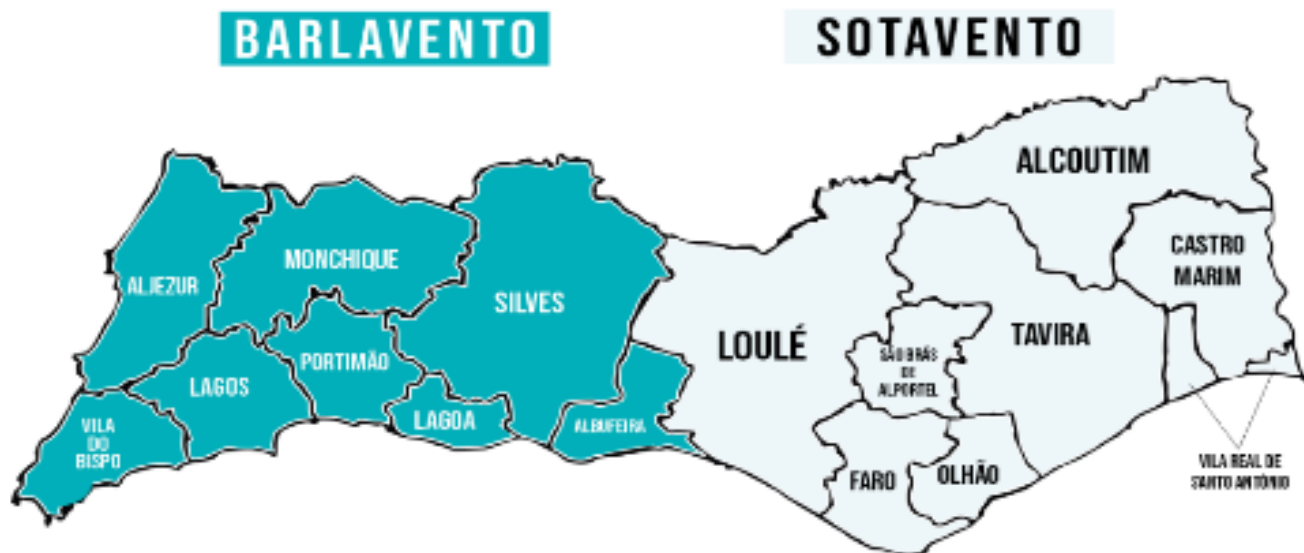 BARLAVENTO
SOTAVENTO
ALJEZUR
MONCHIQUE
SILVES
PORTIMÃO
LAGOS
LAGOA
ALBUFEIRA
VILA
DO
BISPO
ALCOUTIM
CASTRO
MARIM
LOULÉ
TAVIRA
SÃO BRÁS
DE
ALPORTEL
FARO
OLHÃO
VILA REAL DE
SANTO ANTÓNIO